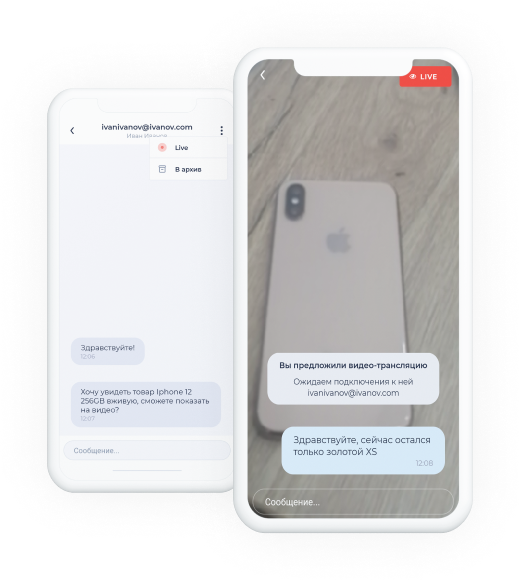 ivanivanov@ivanov.com
Иван Иванов
Live
В архив
Здравствуйте!
12:06
Хочу увидеть товар Iphone 12
256GB вживую, сможете показать
на видео?
12:07
Сообщение...
LIVE
Вы предложили видео-трансляцию
Ожидаем подключения к ней
ivanivanov@ivanov.com
Здравствуйте, сейчас остался
только золотой XS
12:08
Сообщение...